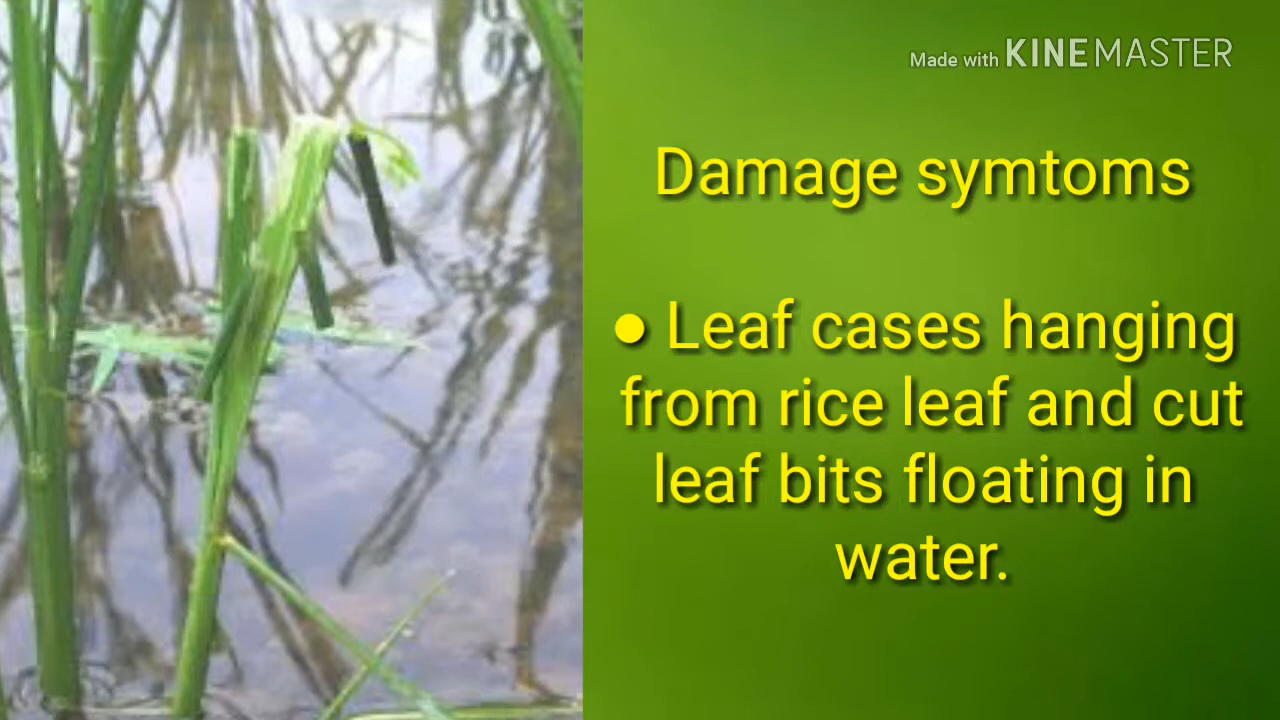 Made with KINEMASTER
Damage symtoms
● Leaf cases hanging
from rice leaf and cut
leaf bits floating in
water.